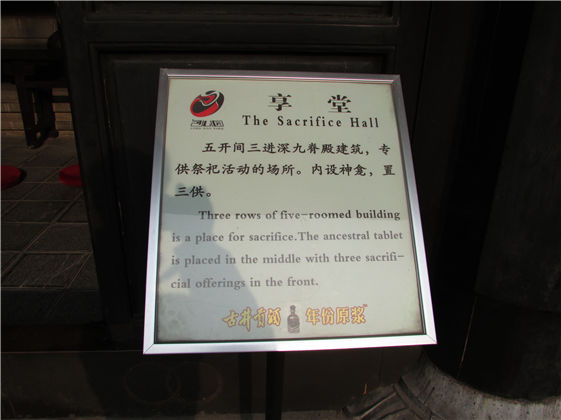 享 堂
The Sacrifice Hall
五开间三进深九脊殿建筑，专
供祭祀活动的场所。内设神龛，置
三供。
Three rows of five-roomed building
is a place for sacrifice.The ancestral tablet
is placed in the middle with three sacrifi-
cial offerings in the front.
古井贡酒 年份原浆